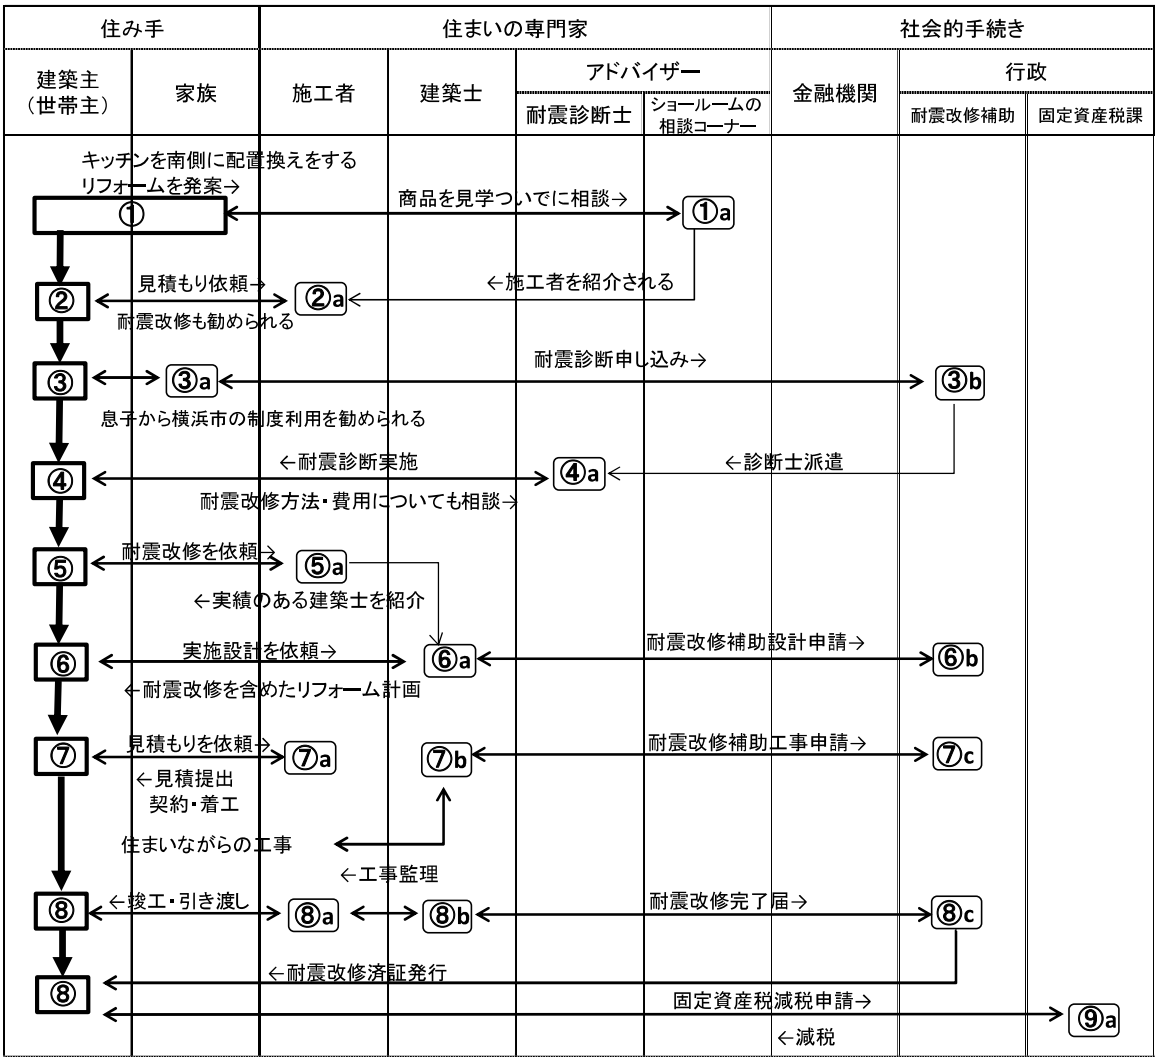 住み手
住まいの専門家
社会的手続き
建築主
（世帯主）
家族
施工者
建築士
アドバイザー
耐震診断士
ショールームの
相談コーナー
金融機関
行政
耐震改修補助
固定資産税課
キッチンを南側に配置換えをする
リフォームを発案→
商品を見学ついでに相談→
①
①a
見積もり依頼→
←施工者を紹介される
②
②a
耐震改修も勧められる
耐震診断申し込み→
③
③a
③b
息子から横浜市の制度利用を勧められる
←耐震診断実施
←診断士派遣
④
④a
耐震改修方法・費用についても相談→
耐震改修を依頼→
⑤
⑤a
←実績のある建築士を紹介
実施設計を依頼→
耐震改修補助設計申請→
⑥
⑥a
⑥b
←耐震改修を含めたリフォーム計画
見積もりを依頼→
耐震改修補助工事申請→
⑦
⑦a
⑦b
⑦c
←見積提出
契約・着工
住まいながらの工事
←工事監理
←竣工・引き渡し
耐震改修完了届→
⑧
⑧a
⑧b
⑧c
←耐震改修済証発行
⑧
固定資産税減税申請→
⑨a
←減税